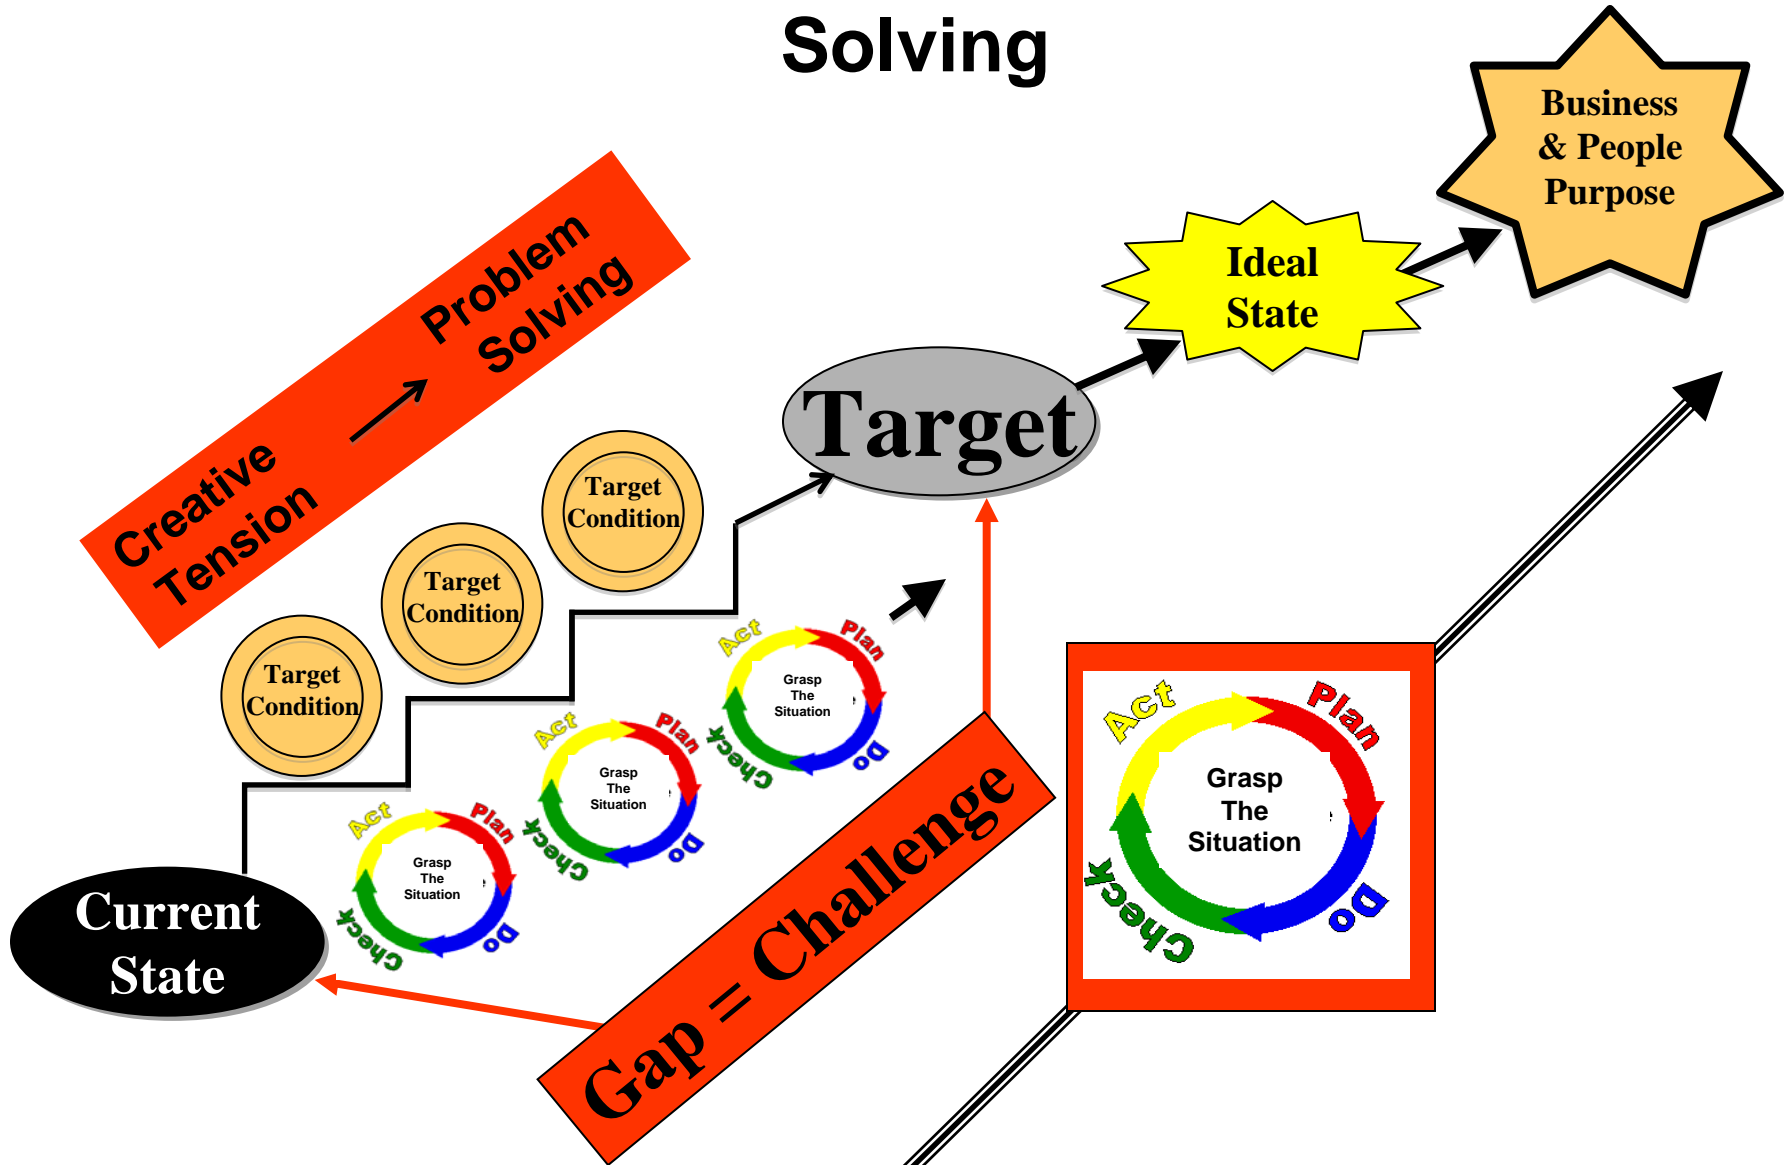 Solving
Business
& People
Purpose
Ideal
State
Problem
Solving
Creative
Tension
Target
Target
Condition
Target
Condition
Target
Condition
Act
Plan
Grasp
The
Situation
Check
Do
Act
Plan
Grasp
The
Situation
Check
Do
Act
Plan
Grasp
The
Situation
Check
Do
Act
Plan
Grasp
The
Situation
Check
Do
Current
State
Gap = Challenge